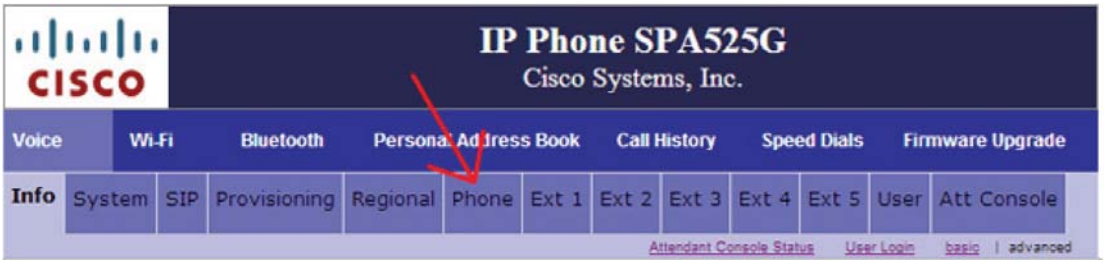 CISCO
IP Phone SPA525G
Cisco Systems, Inc.
Voice Wi-Fi Bluetooth Personal Address Book Call History Speed Dials Firmware Upgrade
Info System SIP Provisioning Regional Phone Ext 1 Ext 2 Ext 3 Ext 4 Ext 5 User Att Console
Attendant Console Status User Login basic | advanced